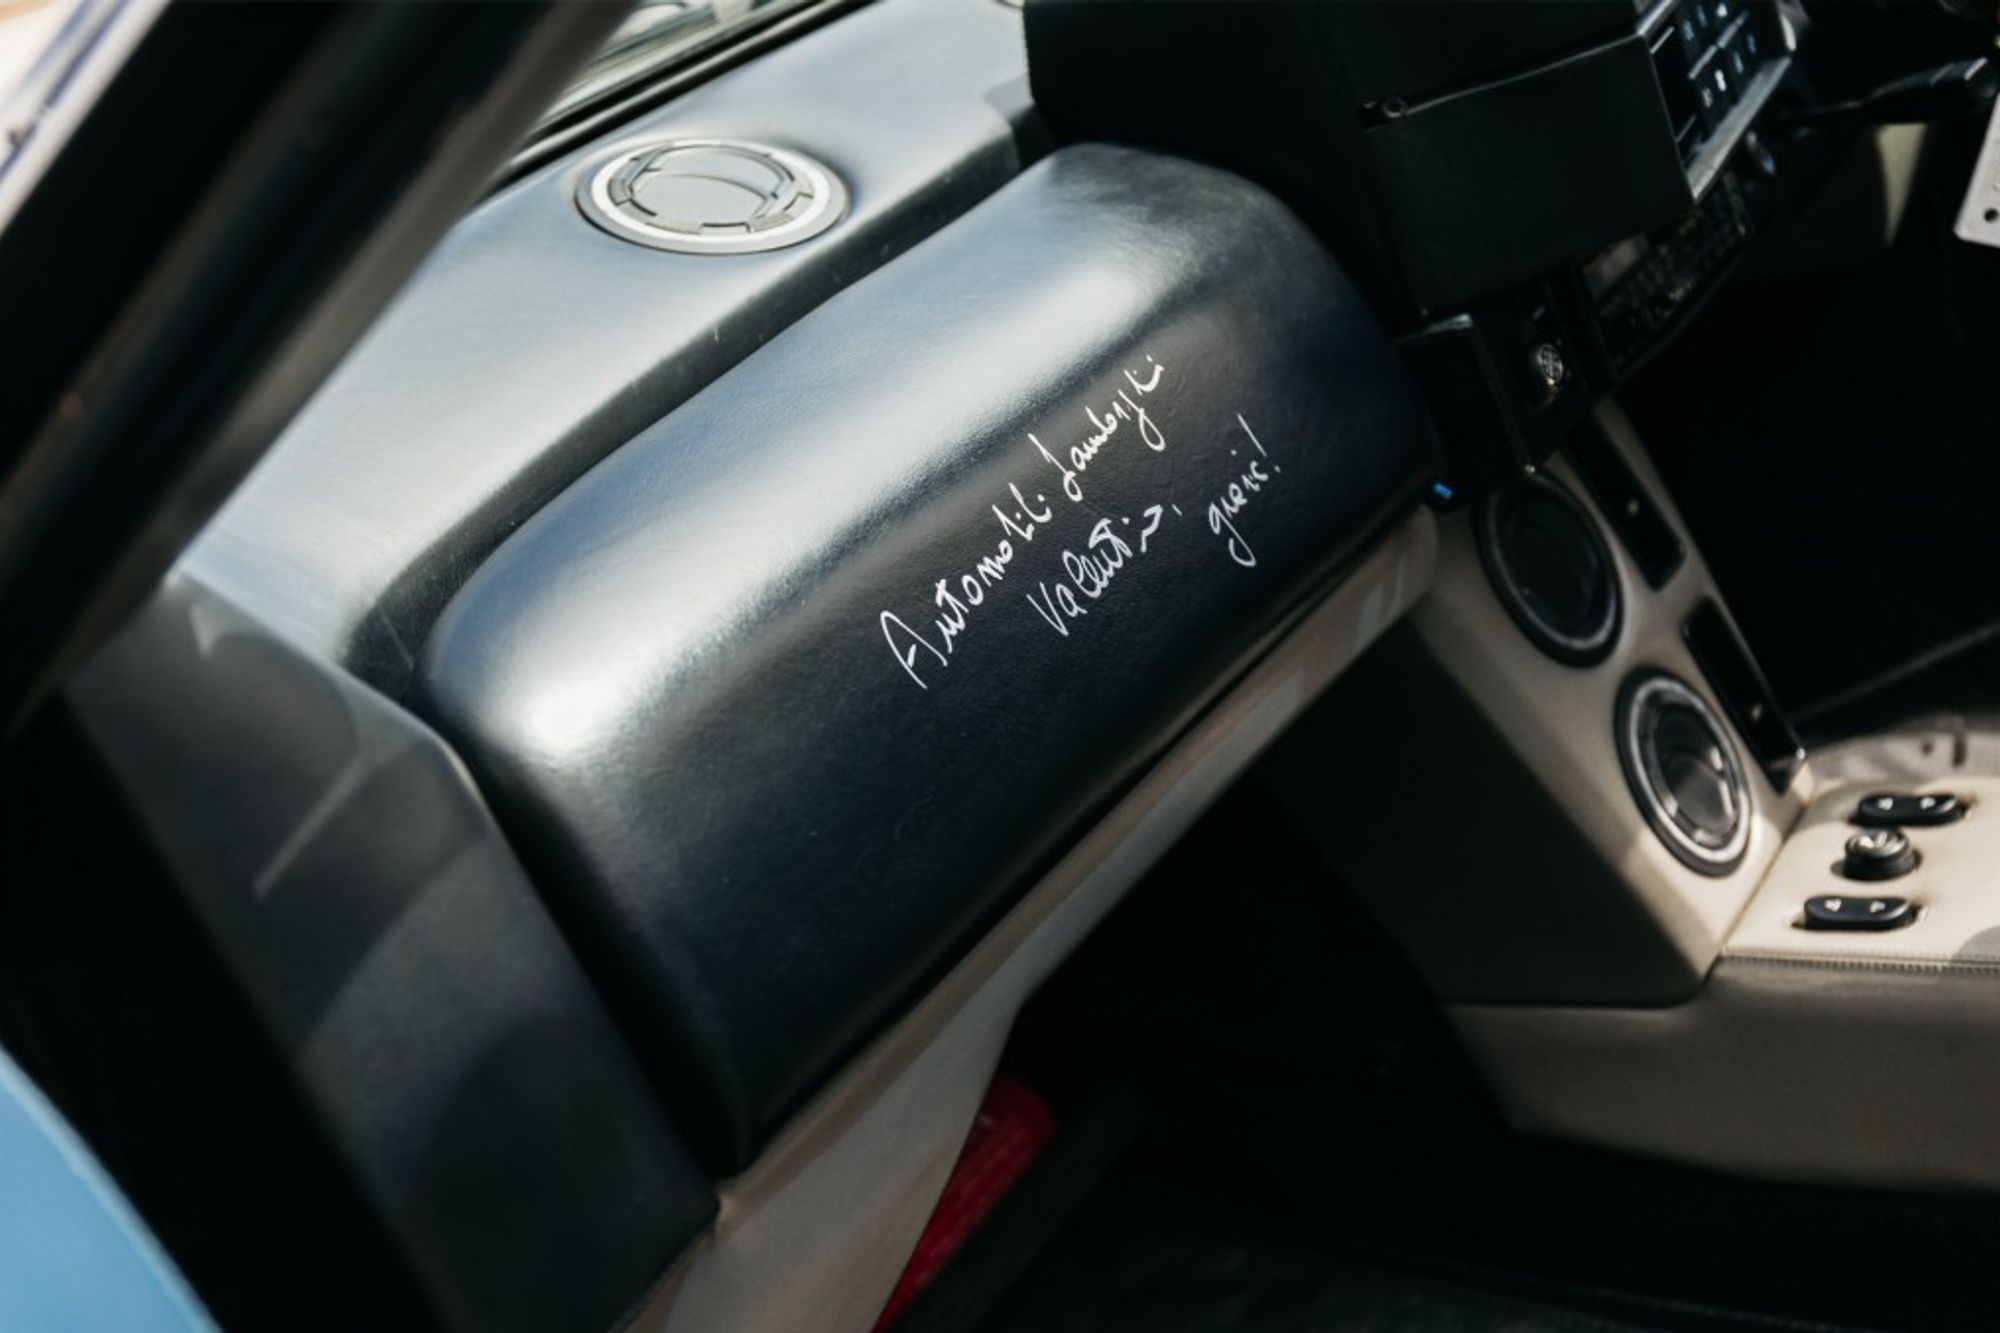 Automobili Lamborghini
Valentino, grazie!